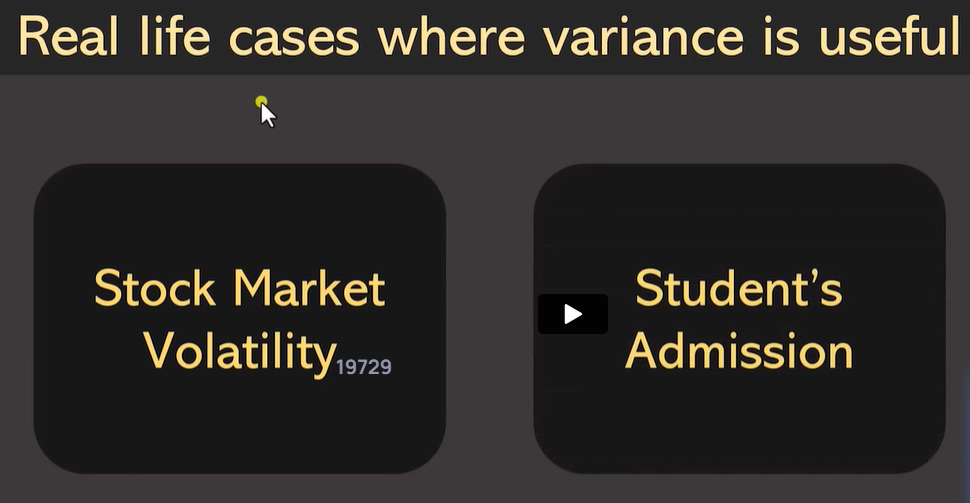 Real life cases where variance is useful
Stock Market
Volatility
19729
Student’s
Admission